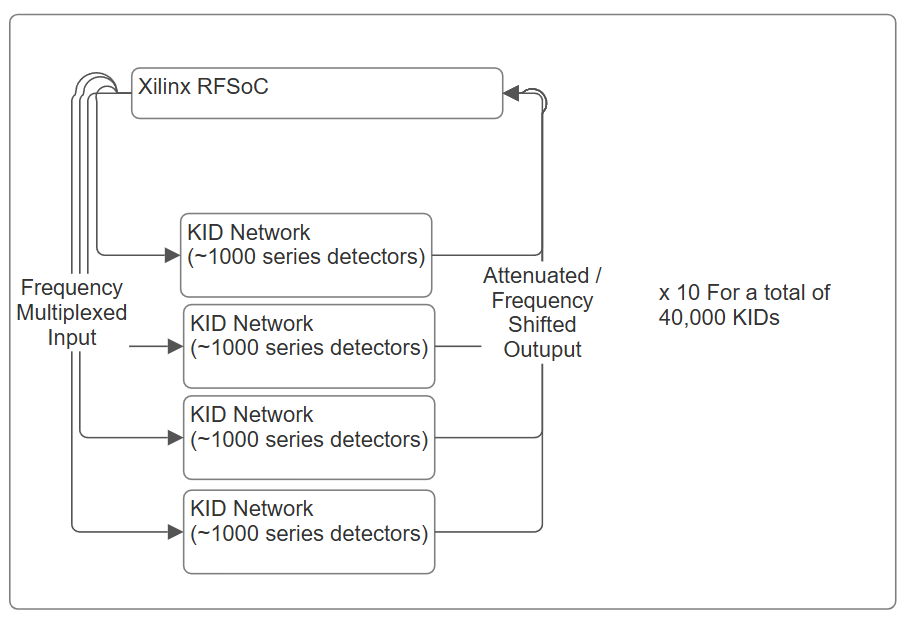 Xilinx RFSoC
KID Network
(~1000 series detectors)
Frequency
Multiplexed
Input
KID Network
(~1000 series detectors)
KID Network
(~1000 series detectors)
KID Network
(~1000 series detectors)
Attenuated /
Frequency
Shifted
Outuput
x 10 For a total of
40,000 KIDs